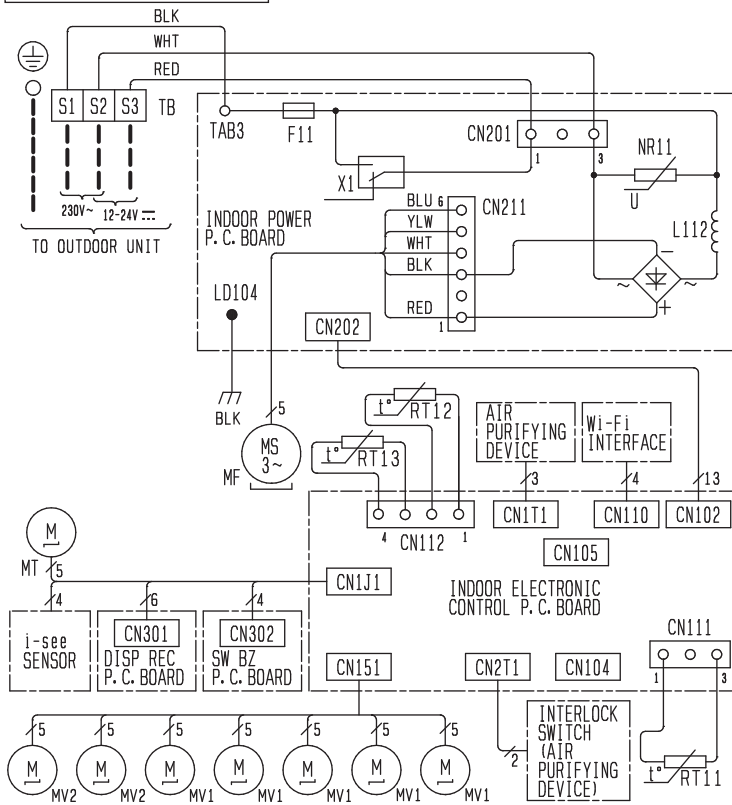 BLK
WHT
RED
S1 S2 S3 TB
230V~ 12-24V ⎓
TO OUTDOOR UNIT
TAB3
F11
CN201
1 3
NR11
U
X1
L112
INDOOR POWER
P.C.BOARD
BLU 6
YLW
WHT
BLK
RED 1
CN211
~ ~
−
+
LD104
BLK
CN202
5
MS
3~
MF
t° RT12
t° RT13
AIR
PURIFYING
DEVICE
Wi-Fi
INTERFACE
3
4
13
CN1T1
CN110
CN102
4 CN112 1
CN105
M
MT
5
CN1J1
INDOOR ELECTRONIC
CONTROL P.C.BOARD
4
6
4
i-see
SENSOR
CN301
DISP REC
P.C.BOARD
CN302
SW BZ
P.C.BOARD
CN151
CN2T1
CN104
CN111
1 3
2
INTERLOCK
SWITCH
(AIR
PURIFYING
DEVICE)
t° RT11
5 5 5 5 5 5 5
M M M M M M M
MV2 MV2 MV1 MV1 MV1 MV1 MV1